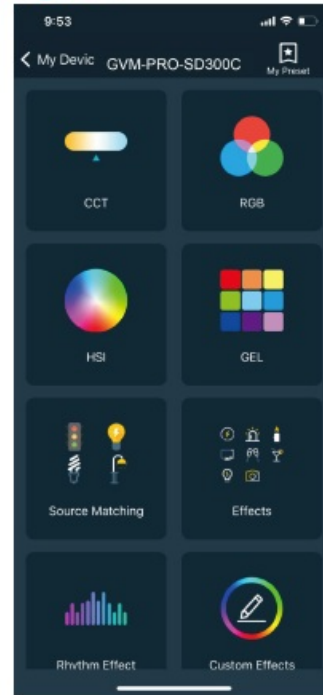 9:53
My Devic GVM-PRO-SD300C
My Preset
CCT RGB
HSI GEL
Source Matching Effects
Rhythm Effect Custom Effects